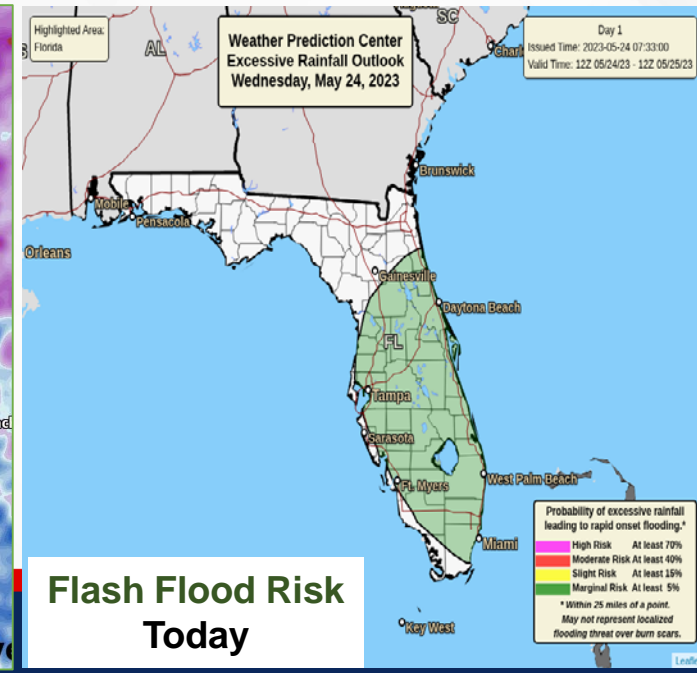 Highlighted Area:
Florida
Weather Prediction Center
Excessive Rainfall Outlook
Wednesday, May 24, 2023
Day 1
Issued Time: 2023-05-24 07:33:00
Valid Time: 12Z 05/24/23 - 12Z 05/25/23
AL
SC
Brunswick
Mobile
Pensacola
Orleans
Gainesville
Daytona Beach
FL
Tampa
Sarasota
Ft. Myers
West Palm Beach
Miami
Key West
Probability of excessive rainfall
leading to rapid onset flooding.*
High Risk At least 70%
Moderate Risk At least 40%
Slight Risk At least 15%
Marginal Risk At least 5%
* Within 25 miles of a point.
May not represent localized
flooding threat over burn scars.
Flash Flood Risk
Today